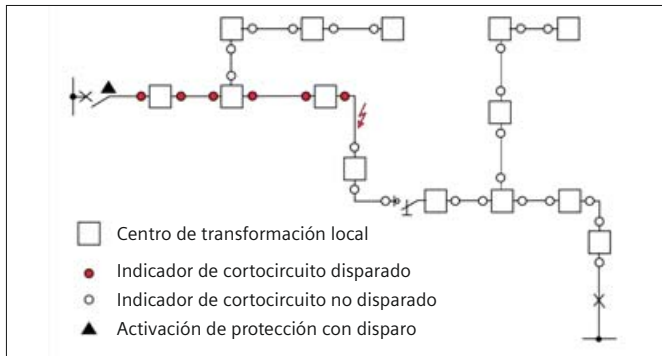 Centro de transformación local
Indicador de cortocircuito disparado
Indicador de cortocircuito no disparado
Activación de protección con disparo